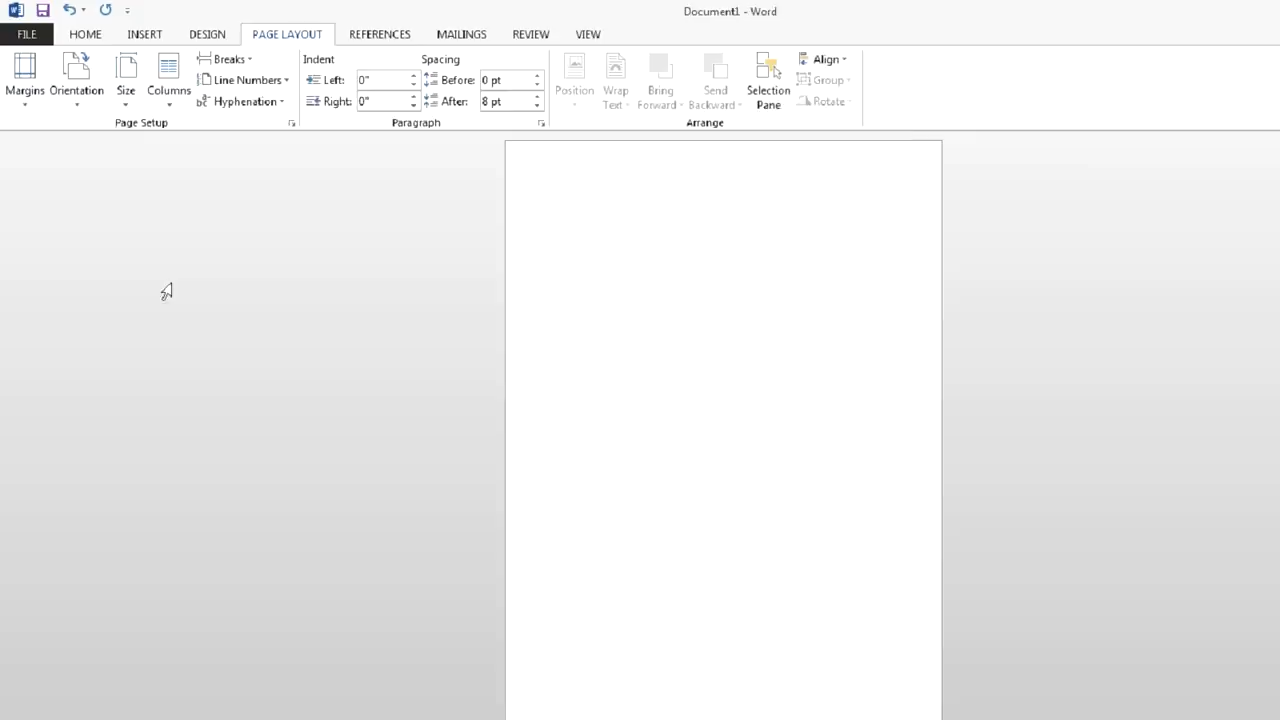 Document1 - Word
FILE HOME INSERT DESIGN PAGE LAYOUT REFERENCES MAILINGS REVIEW VIEW
Margins Orientation Size Columns
Breaks
Line Numbers
Hyphenation
Page Setup
Indent Spacing
Left: 0" Before: 0 pt
Right: 0" After: 8 pt
Paragraph
Position Wrap Text Bring Forward Send Backward Selection Pane
Align
Group
Rotate
Arrange